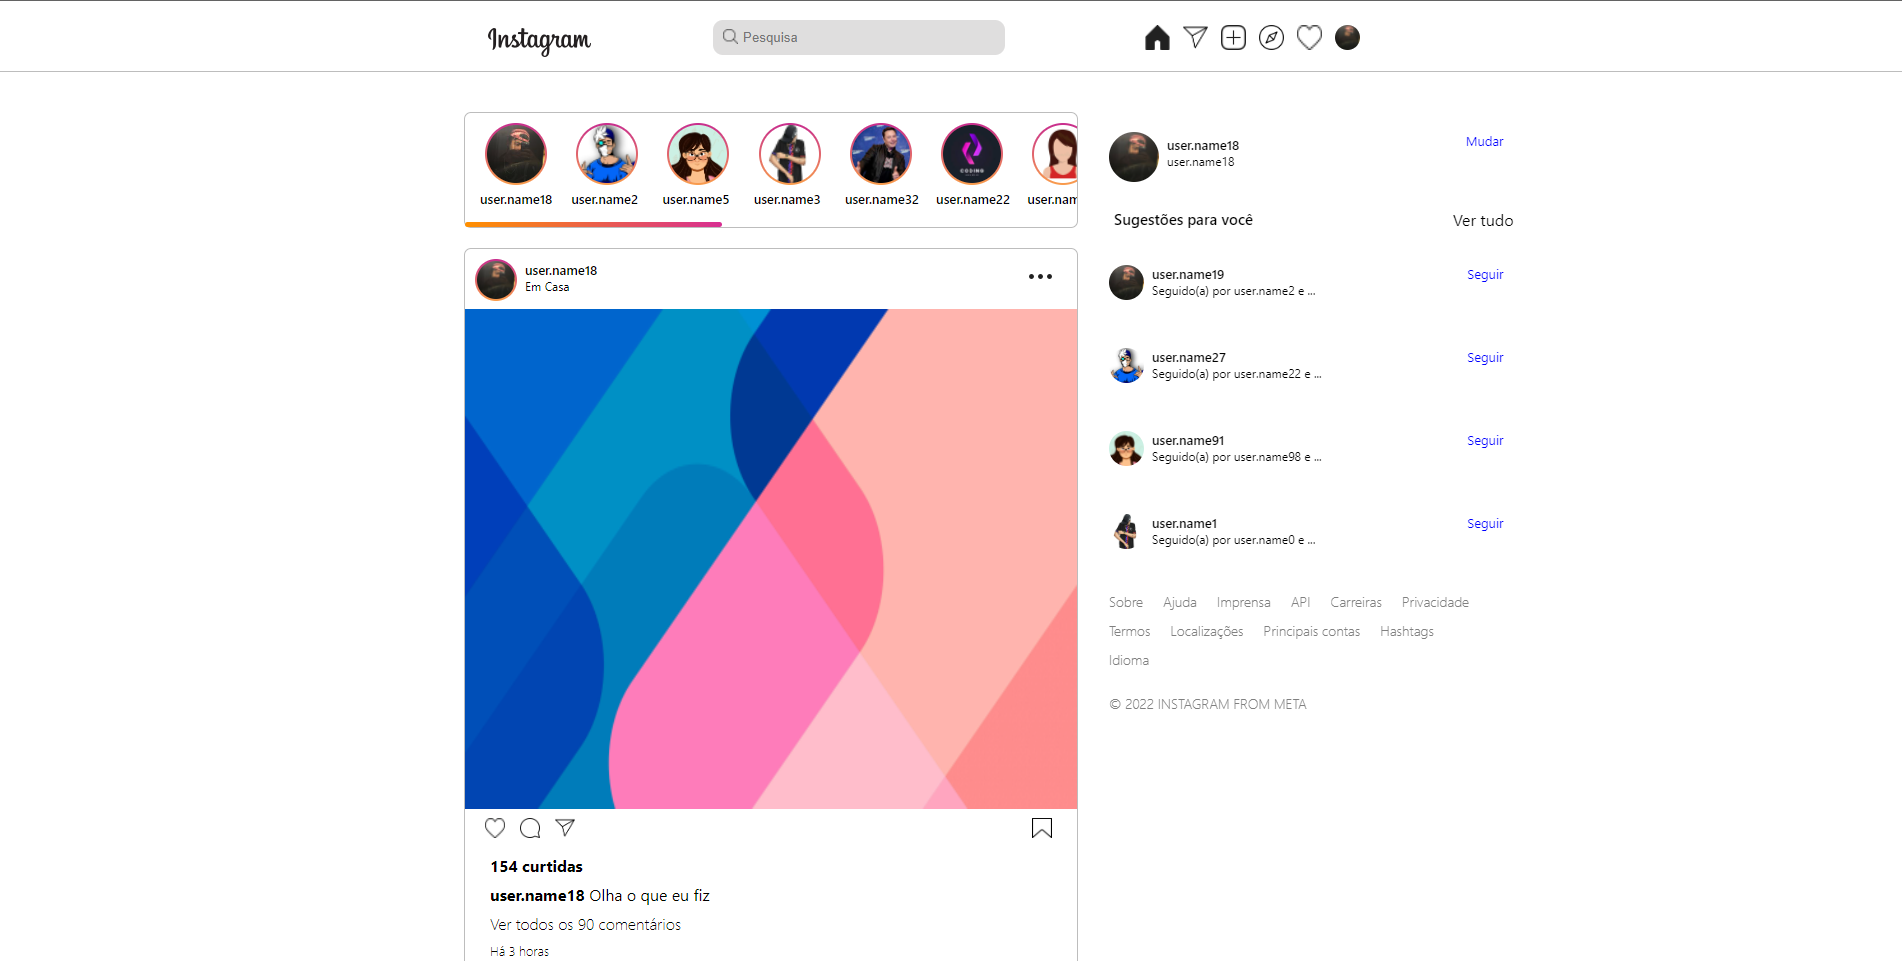 Instagram
Pesquisa
user.name18 user.name2 user.name5 user.name3 user.name32 user.name22 user.nam
CODING
user.name18
Em Casa
154 curtidas
user.name18 Olha o que eu fiz
Ver todos os 90 comentários
Há 3 horas
user.name18
user.name18
Mudar
Sugestões para você
Ver tudo
user.name19
Seguido(a) por user.name2 e ...
Seguir
user.name27
Seguido(a) por user.name22 e ...
Seguir
user.name91
Seguido(a) por user.name98 e ...
Seguir
user.name1
Seguido(a) por user.name0 e ...
Seguir
Sobre Ajuda Imprensa API Carreiras Privacidade
Termos Localizações Principais contas Hashtags
Idioma
© 2022 INSTAGRAM FROM META